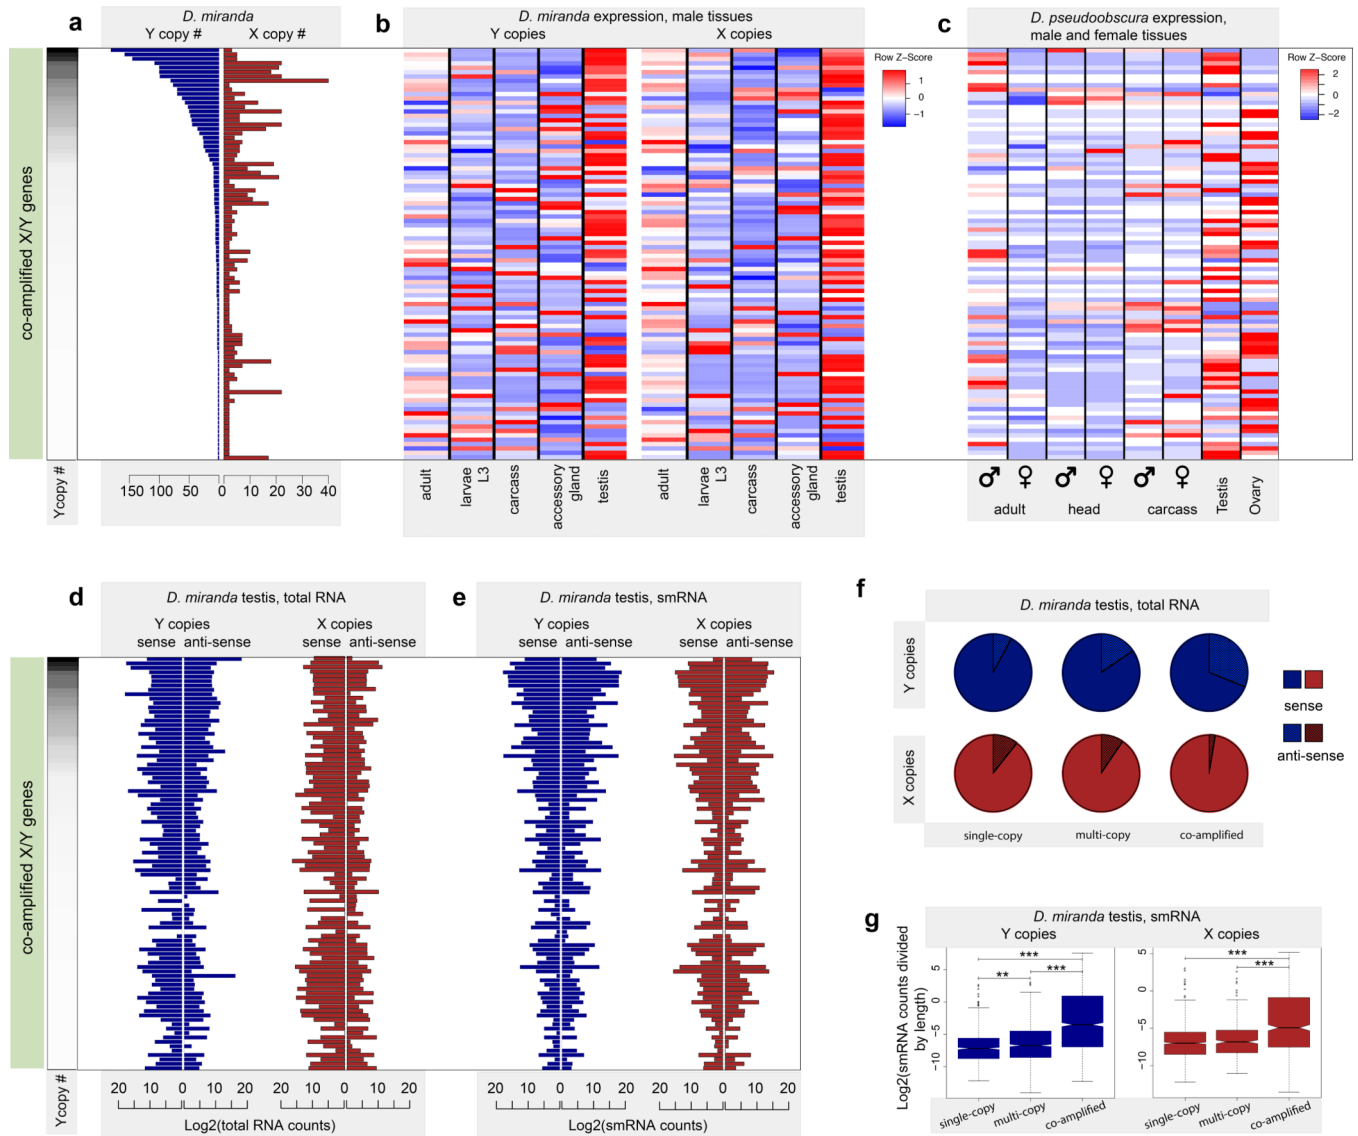 a
D. miranda
Y copy #
X copy #
co-amplified X/Y genes
Ycopy #
150 100 50 0 10 20 30 40
b
D. miranda expression, male tissues
Y copies
X copies
Row Z-Score
1
0
−1
adult
larvae L3
carcass
accessory gland
testis
adult
larvae L3
carcass
accessory gland
testis
c
D. pseudoobscura expression,
male and female tissues
Row Z-Score
2
0
−2
♂ ♀ ♂ ♀ ♂ ♀
adult
head
carcass
Testis
Ovary
d
D. miranda testis, total RNA
Y copies
X copies
sense anti-sense
sense anti-sense
co-amplified X/Y genes
Ycopy #
20 10 0 10 20 10 0 10 20
Log2(total RNA counts)
e
D. miranda testis, smRNA
Y copies
X copies
sense anti-sense
sense anti-sense
20 10 0 10 20 10 0 10 20
Log2(smRNA counts)
f
D. miranda testis, total RNA
Y copies
X copies
single-copy
multi-copy
co-amplified
sense
anti-sense
g
D. miranda testis, smRNA
Y copies
X copies
Log2(smRNA counts divided
by length)
5
0
−5
−10
***
**
***
single-copy
multi-copy
co-amplified
5
0
−5
−10
***
***
single-copy
multi-copy
co-amplified